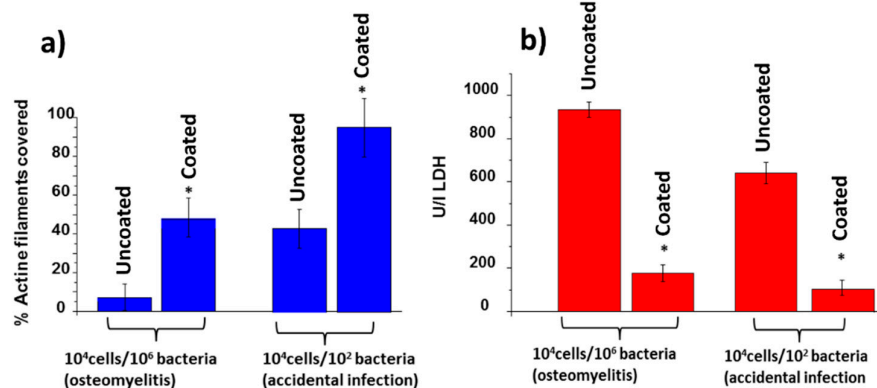 a)
% Actine filaments covered
100
80
60
40
20
0
Uncoated
* Coated
Uncoated
* Coated
10⁴cells/10⁶ bacteria
(osteomyelitis)
10⁴cells/10² bacteria
(accidental infection)
b)
U/l LDH
1000
800
600
400
200
0
Uncoated
* Coated
Uncoated
* Coated
10⁴cells/10⁶ bacteria
(osteomyelitis)
10⁴cells/10² bacteria
(accidental infection